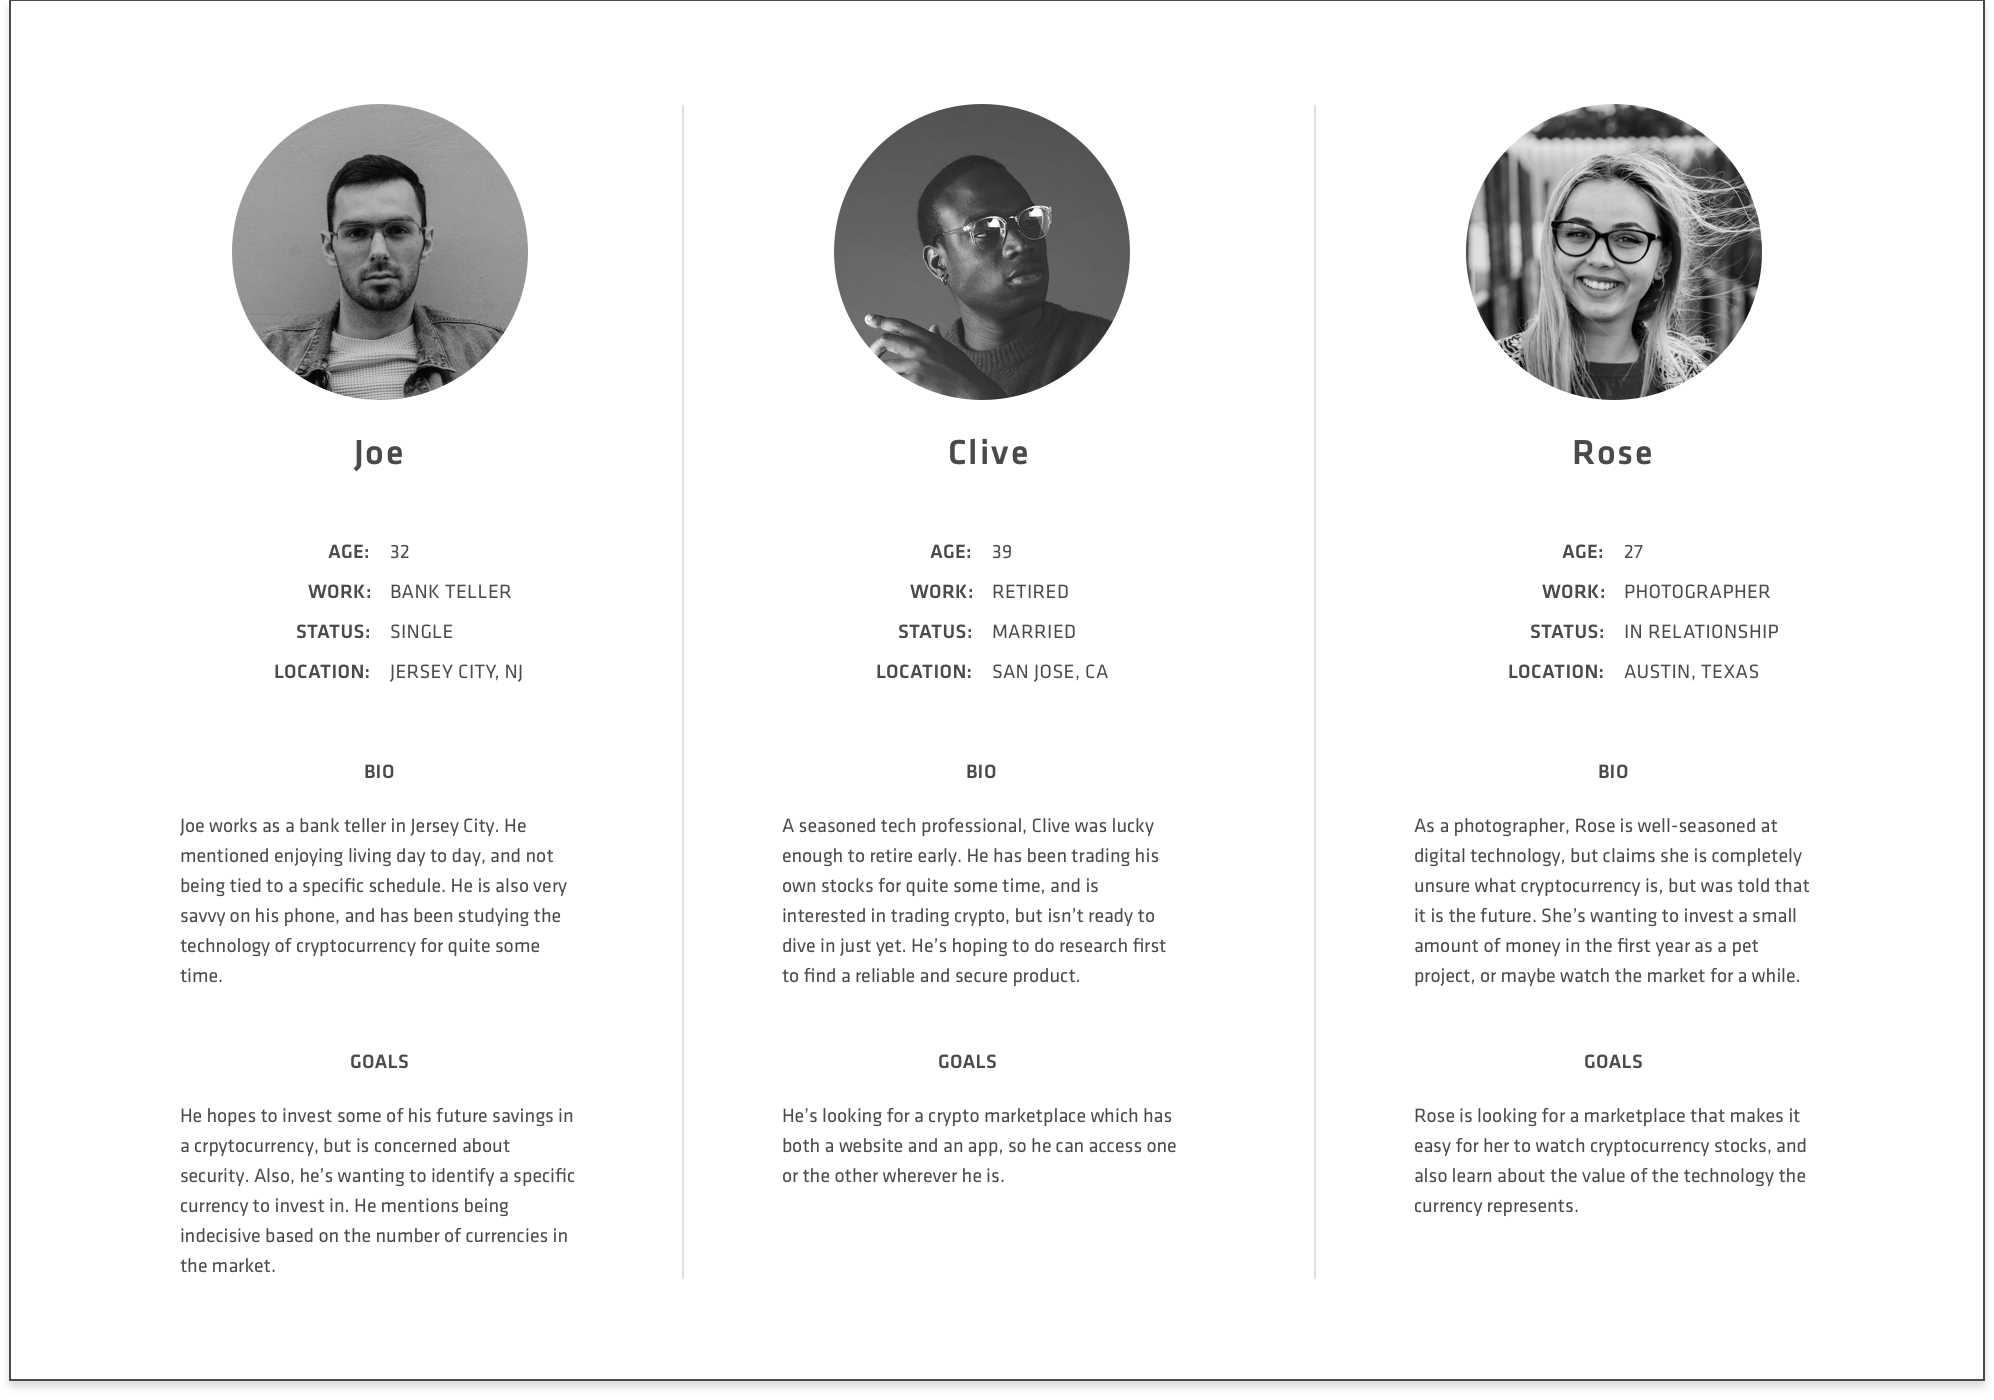 Joe
AGE: 32
WORK: BANK TELLER
STATUS: SINGLE
LOCATION: JERSEY CITY, NJ
BIO
Joe works as a bank teller in Jersey City. He
mentioned enjoying living day to day, and not
being tied to a specific schedule. He is also very
savvy on his phone, and has been studying the
technology of cryptocurrency for quite some
time.
GOALS
He hopes to invest some of his future savings in
a crpytocurrency, but is concerned about
security. Also, he’s wanting to identify a specific
currency to invest in. He mentions being
indecisive based on the number of currencies in
the market.
Clive
AGE: 39
WORK: RETIRED
STATUS: MARRIED
LOCATION: SAN JOSE, CA
BIO
A seasoned tech professional, Clive was lucky
enough to retire early. He has been trading his
own stocks for quite some time, and is
interested in trading crypto, but isn’t ready to
dive in just yet. He’s hoping to do research first
to find a reliable and secure product.
GOALS
He’s looking for a crypto marketplace which has
both a website and an app, so he can access one
or the other wherever he is.
Rose
AGE: 27
WORK: PHOTOGRAPHER
STATUS: IN RELATIONSHIP
LOCATION: AUSTIN, TEXAS
BIO
As a photographer, Rose is well-seasoned at
digital technology, but claims she is completely
unsure what cryptocurrency is, but was told that
it is the future. She’s wanting to invest a small
amount of money in the first year as a pet
project, or maybe watch the market for a while.
GOALS
Rose is looking for a marketplace that makes it
easy for her to watch cryptocurrency stocks, and
also learn about the value of the technology the
currency represents.